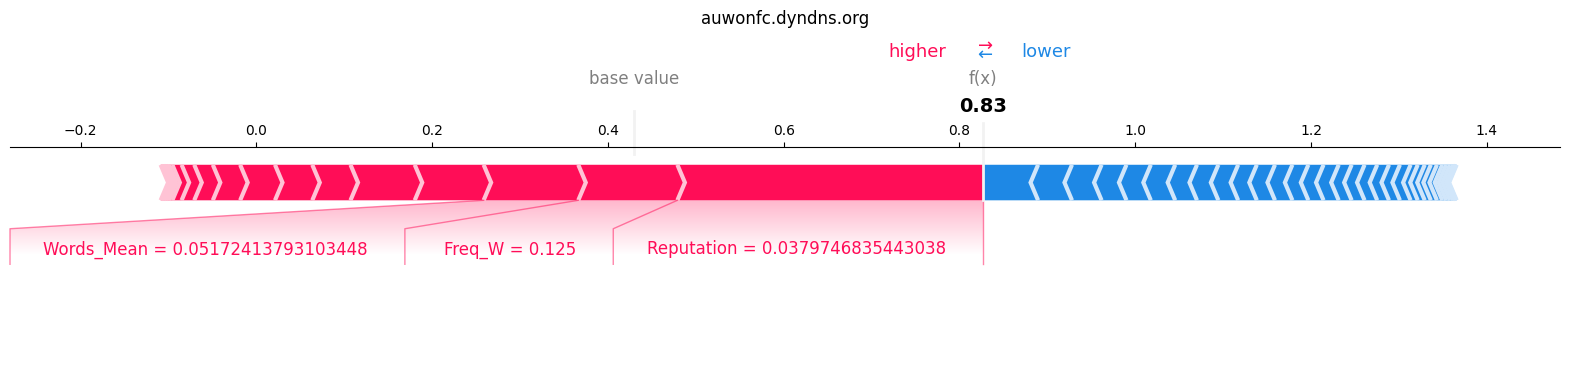 auwonfc.dyndns.org
higher ⇄ lower
base value f(x)
0.83
−0.2 0.0 0.2 0.4 0.6 0.8 1.0 1.2 1.4
Words_Mean = 0.05172413793103448 Freq_W = 0.125 Reputation = 0.0379746835443038